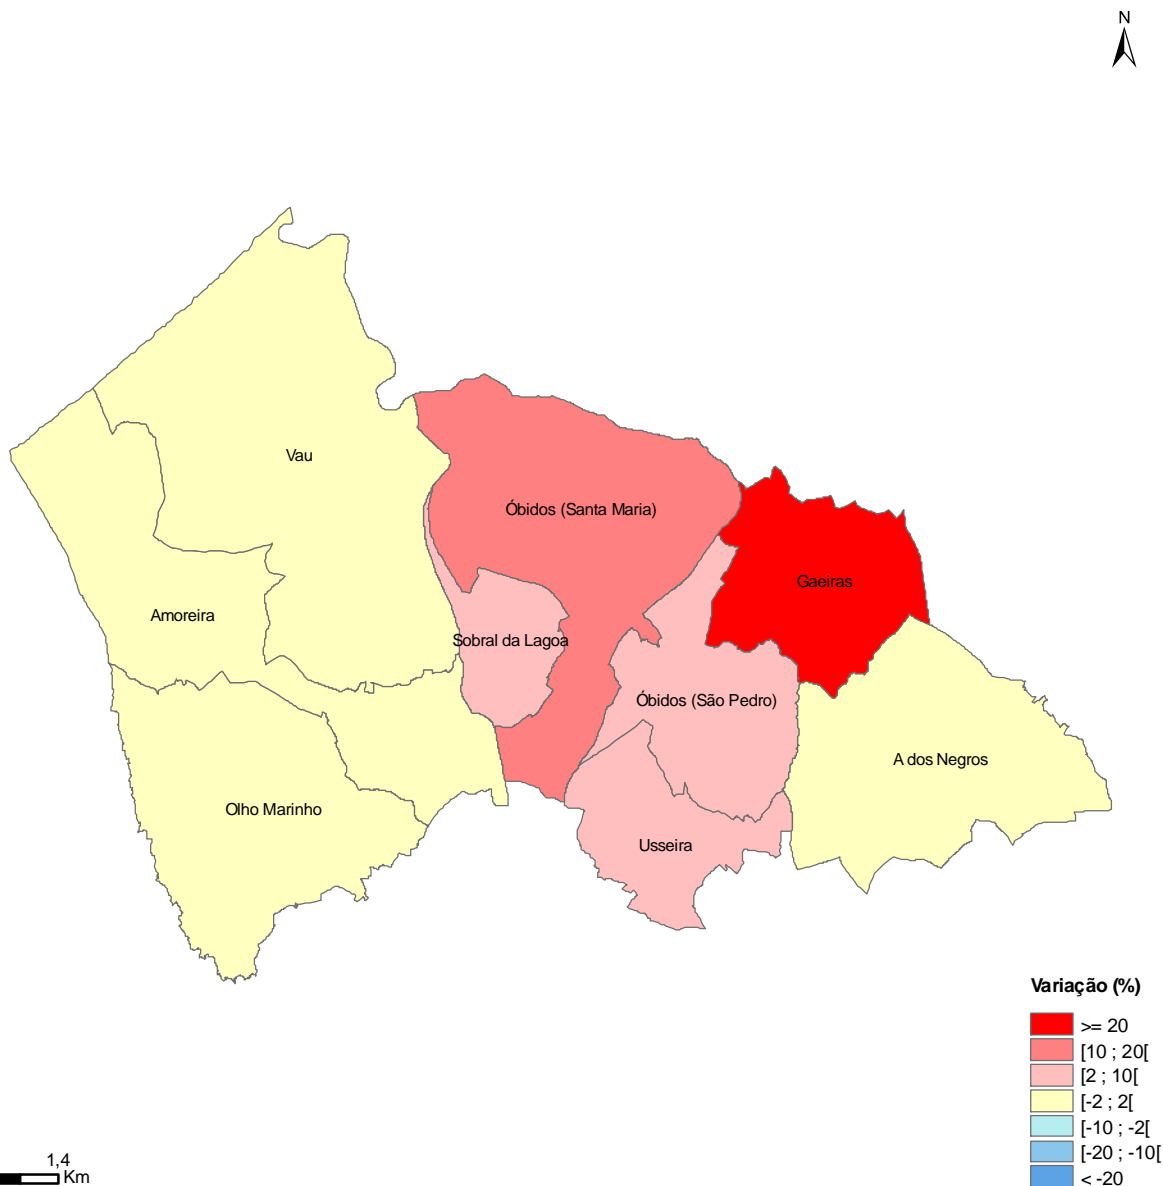 N
Vau
Óbidos (Santa Maria)
Gaeiras
Amoreira
Sobral da Lagoa
Óbidos (São Pedro)
A dos Negros
Olho Marinho
Usseira
Variação (%)
>= 20
[10 ; 20[
[2 ; 10[
[-2 ; 2[
[-10 ; -2[
[-20 ; -10[
< -20
1,4
Km